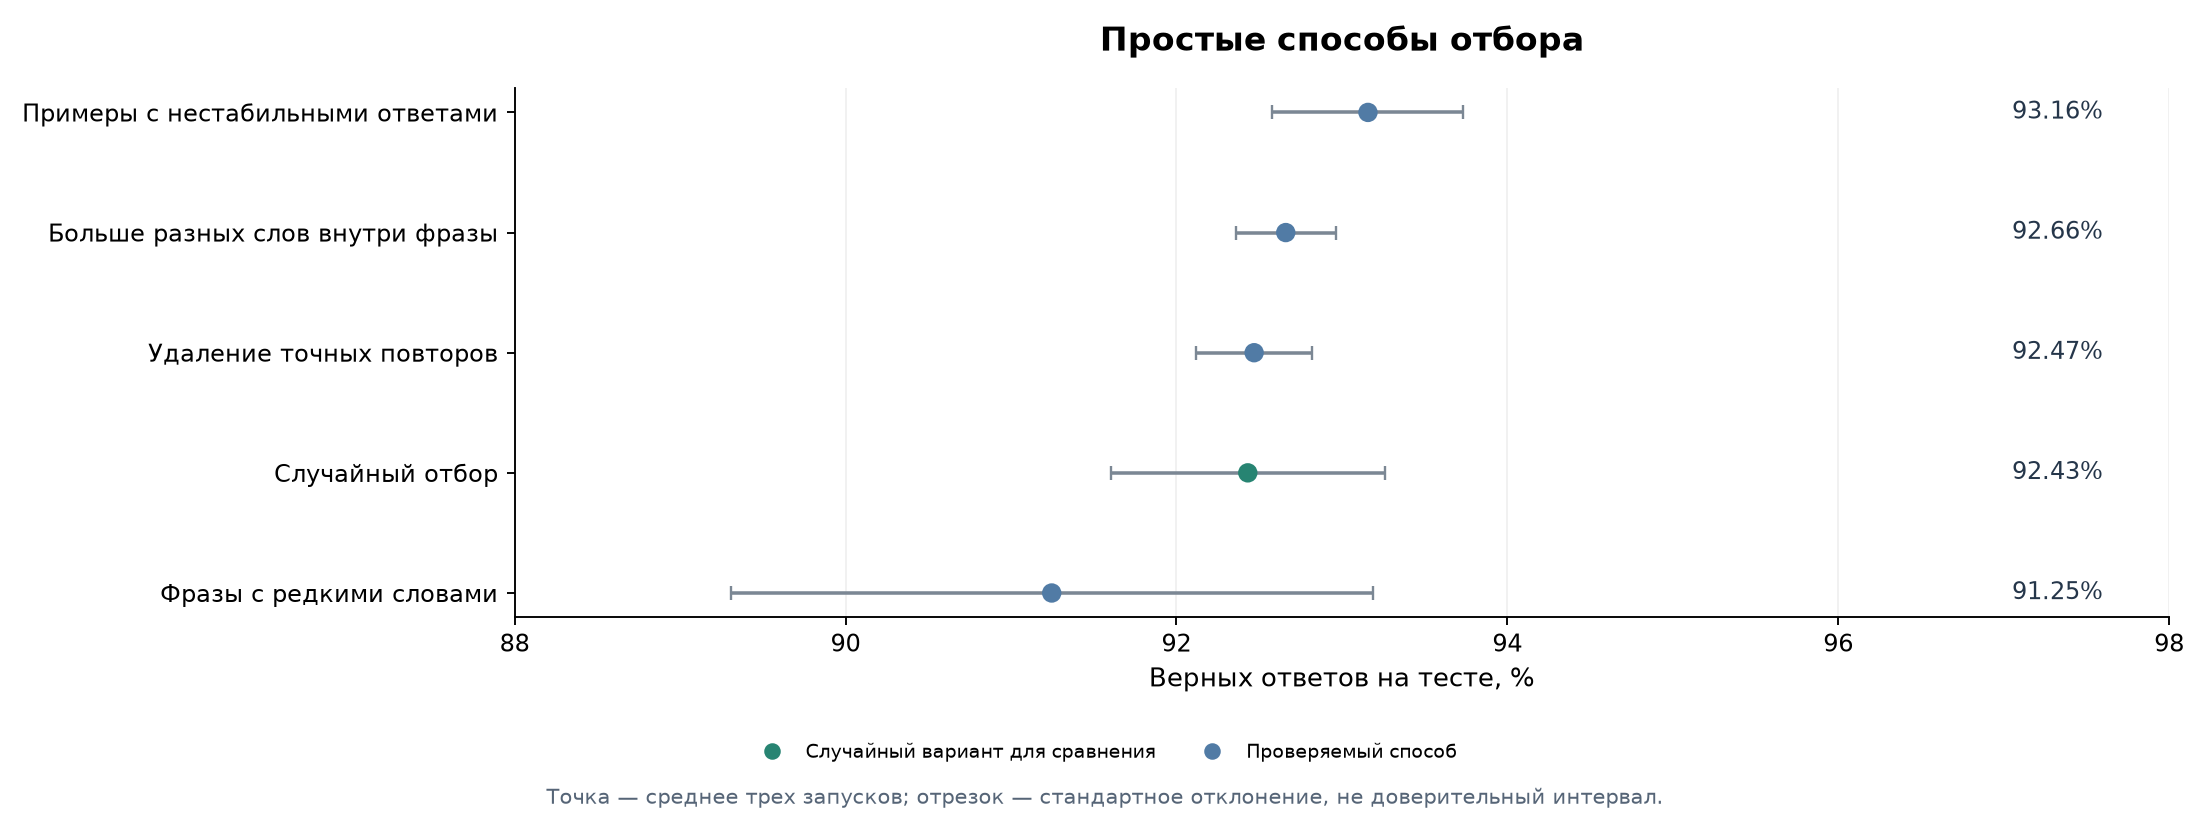 Простые способы отбора
Примеры с нестабильными ответами 93.16%
Больше разных слов внутри фразы 92.66%
Удаление точных повторов 92.47%
Случайный отбор 92.43%
Фразы с редкими словами 91.25%
88 90 92 94 96 98
Верных ответов на тесте, %
Случайный вариант для сравнения Проверяемый способ
Точка — среднее трех запусков; отрезок — стандартное отклонение, не доверительный интервал.